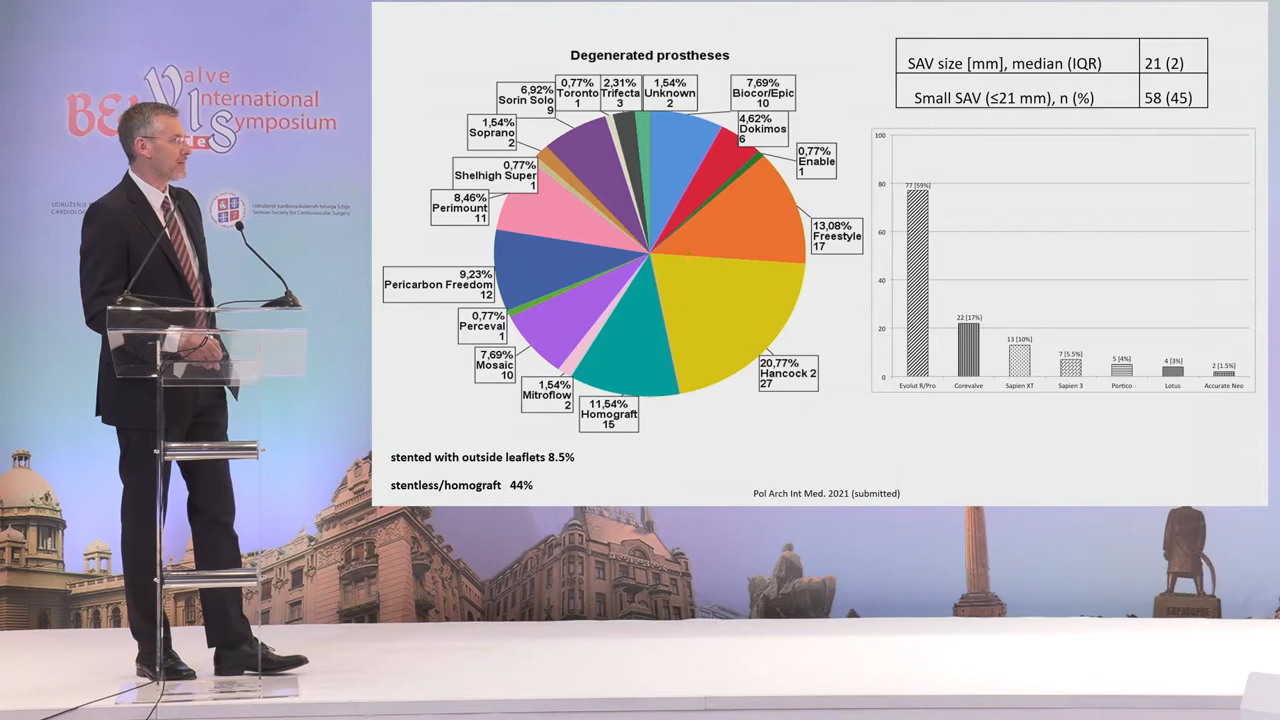 Valve
BELVIS
International
Symposium
UDRUŽENJE
CARDIOLOG
Udruženje kardiovaskularnih hirurga Srbije
Serbian Society for Cardiovascular Surgery
Degenerated prostheses
0,77%
Toronto
1
2,31%
Trifecta
3
1,54%
Unknown
2
7,69%
Biocor/Epic
10
6,92%
Sorin Solo
9
4,62%
Dokimos
6
1,54%
Soprano
2
0,77%
Enable
1
0,77%
Shelhigh Super
1
8,46%
Perimount
11
13,08%
Freestyle
17
9,23%
Pericarbon Freedom
12
0,77%
Perceval
1
7,69%
Mosaic
10
20,77%
Hancock 2
27
1,54%
Mitroflow
2
11,54%
Homograft
15
stented with outside leaflets 8.5%
stentless/homograft 44%
Pol Arch Int Med. 2021 (submitted)
SAV size [mm], median (IQR) 21 (2)
Small SAV (≤21 mm), n (%) 58 (45)
100
80
60
40
20
0
77 [59%]
22 [17%]
13 [10%]
7 [5.5%]
5 [4%]
4 [3%]
2 [1.5%]
Evolut R/Pro Corevalve Sapien XT Sapien 3 Portico Lotus Accurate Neo